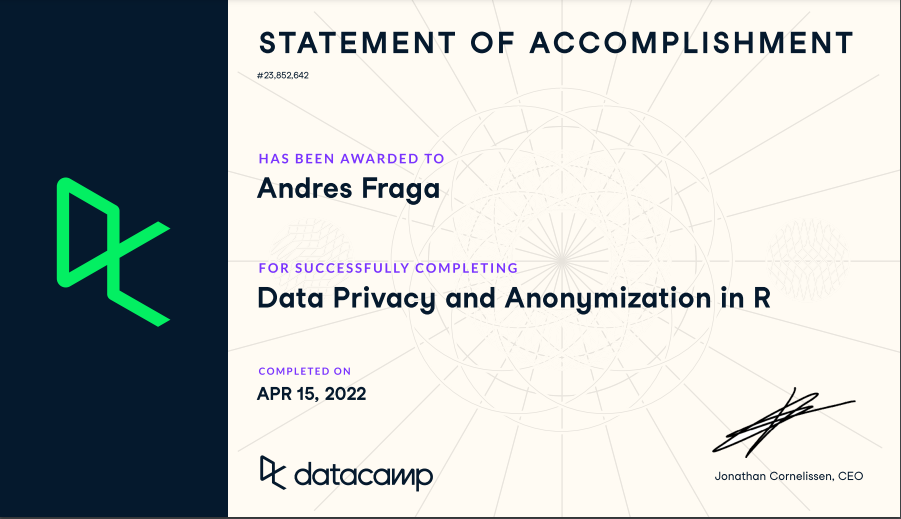 STATEMENT OF ACCOMPLISHMENT
#23,852,642
HAS BEEN AWARDED TO
Andres Fraga
FOR SUCCESSFULLY COMPLETING
Data Privacy and Anonymization in R
COMPLETED ON
APR 15, 2022
datacamp
Jonathan Cornelissen, CEO